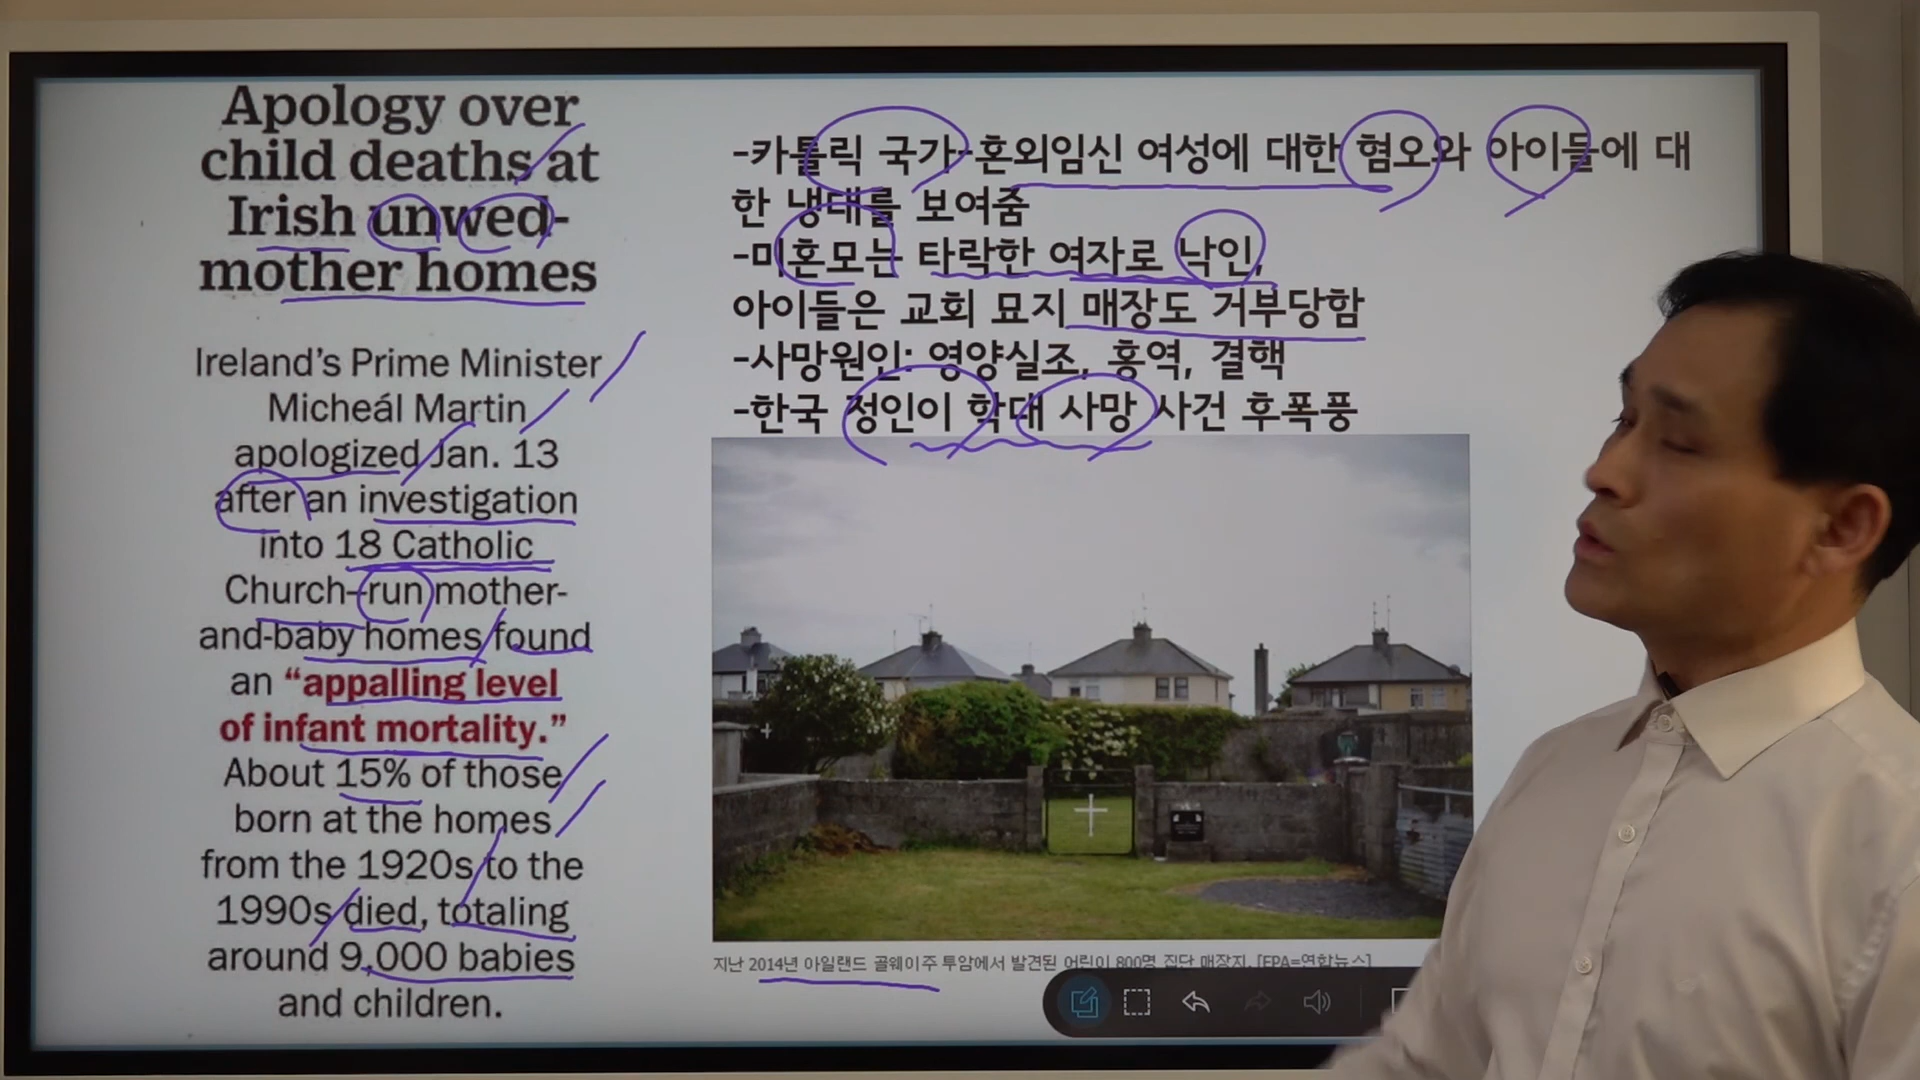 Apology over
child deaths at
Irish unwed-
mother homes
Ireland's Prime Minister
Micheál Martin
apologized Jan. 13
after an investigation
into 18 Catholic
Church–run mother-
and-baby homes found
an “appalling level
of infant mortality.”
About 15% of those
born at the homes
from the 1920s to the
1990s died, totaling
around 9,000 babies
and children.
-카톨릭 국가-혼외임신 여성에 대한 혐오와 아이들에 대
한 냉대를 보여줌
-미혼모는 타락한 여자로 낙인,
아이들은 교회 묘지 매장도 거부당함
-사망원인: 영양실조, 홍역, 결핵
-한국 정인이 학대 사망 사건 후폭풍
지난 2014년 아일랜드 골웨이주 투암에서 발견된 어린이 800명 집단 매장지. [EPA=연합뉴스]